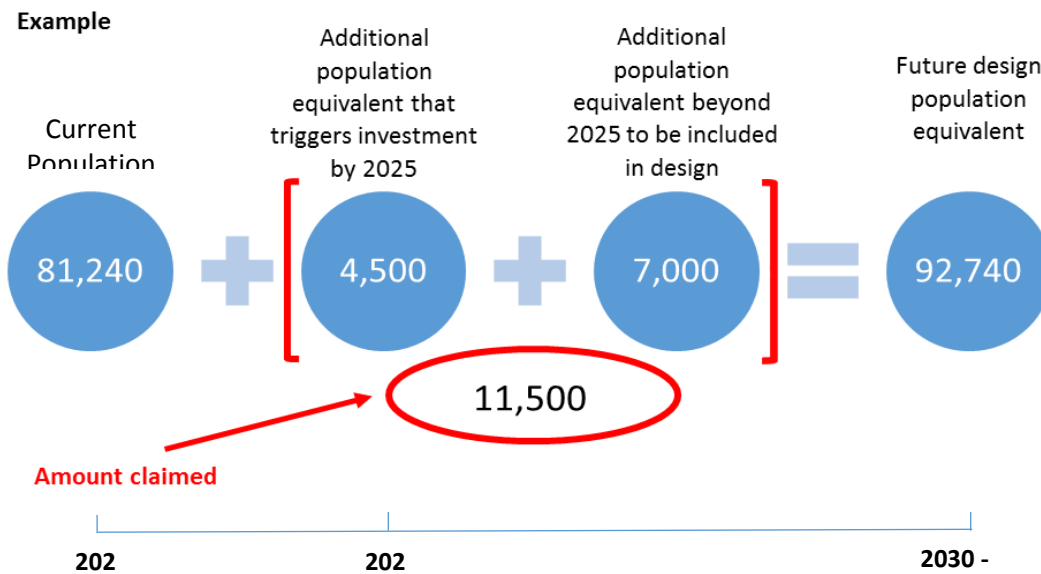 Example
Current
Population
Additional
population
equivalent that
triggers investment
by 2025
Additional
population
equivalent beyond
2025 to be included
in design
Future design
population
equivalent
81,240
4,500
7,000
92,740
11,500
Amount claimed
202
202
2030 -